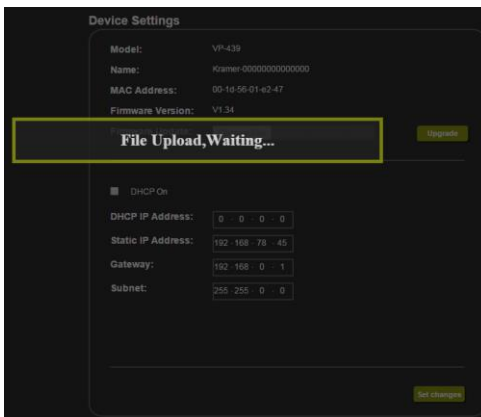 Device Settings
Model: VP-439
Name: Kramer-00000000000000
MAC Address: 00-1d-56-01-e2-47
Firmware Version: V1.34
Upgrade
File Upload,Waiting...
DHCP On
DHCP IP Address: 0 . 0 . 0 . 0
Static IP Address: 192 . 168 . 78 . 45
Gateway: 192 . 168 . 0 . 1
Subnet: 255 . 255 . 0 . 0
Set changes